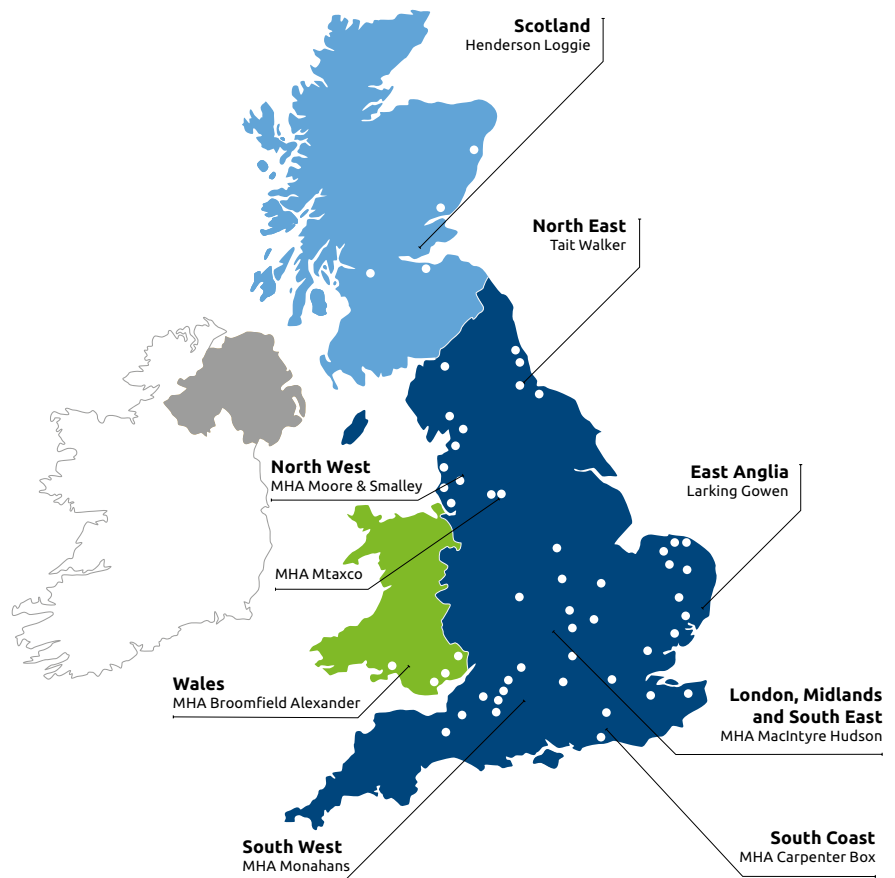 Scotland
Henderson Loggie
North East
Tait Walker
North West
MHA Moore & Smalley
East Anglia
Larking Gowen
MHA Mtaxco
Wales
MHA Broomfield Alexander
London, Midlands
and South East
MHA MacIntyre Hudson
South West
MHA Monahans
South Coast
MHA Carpenter Box